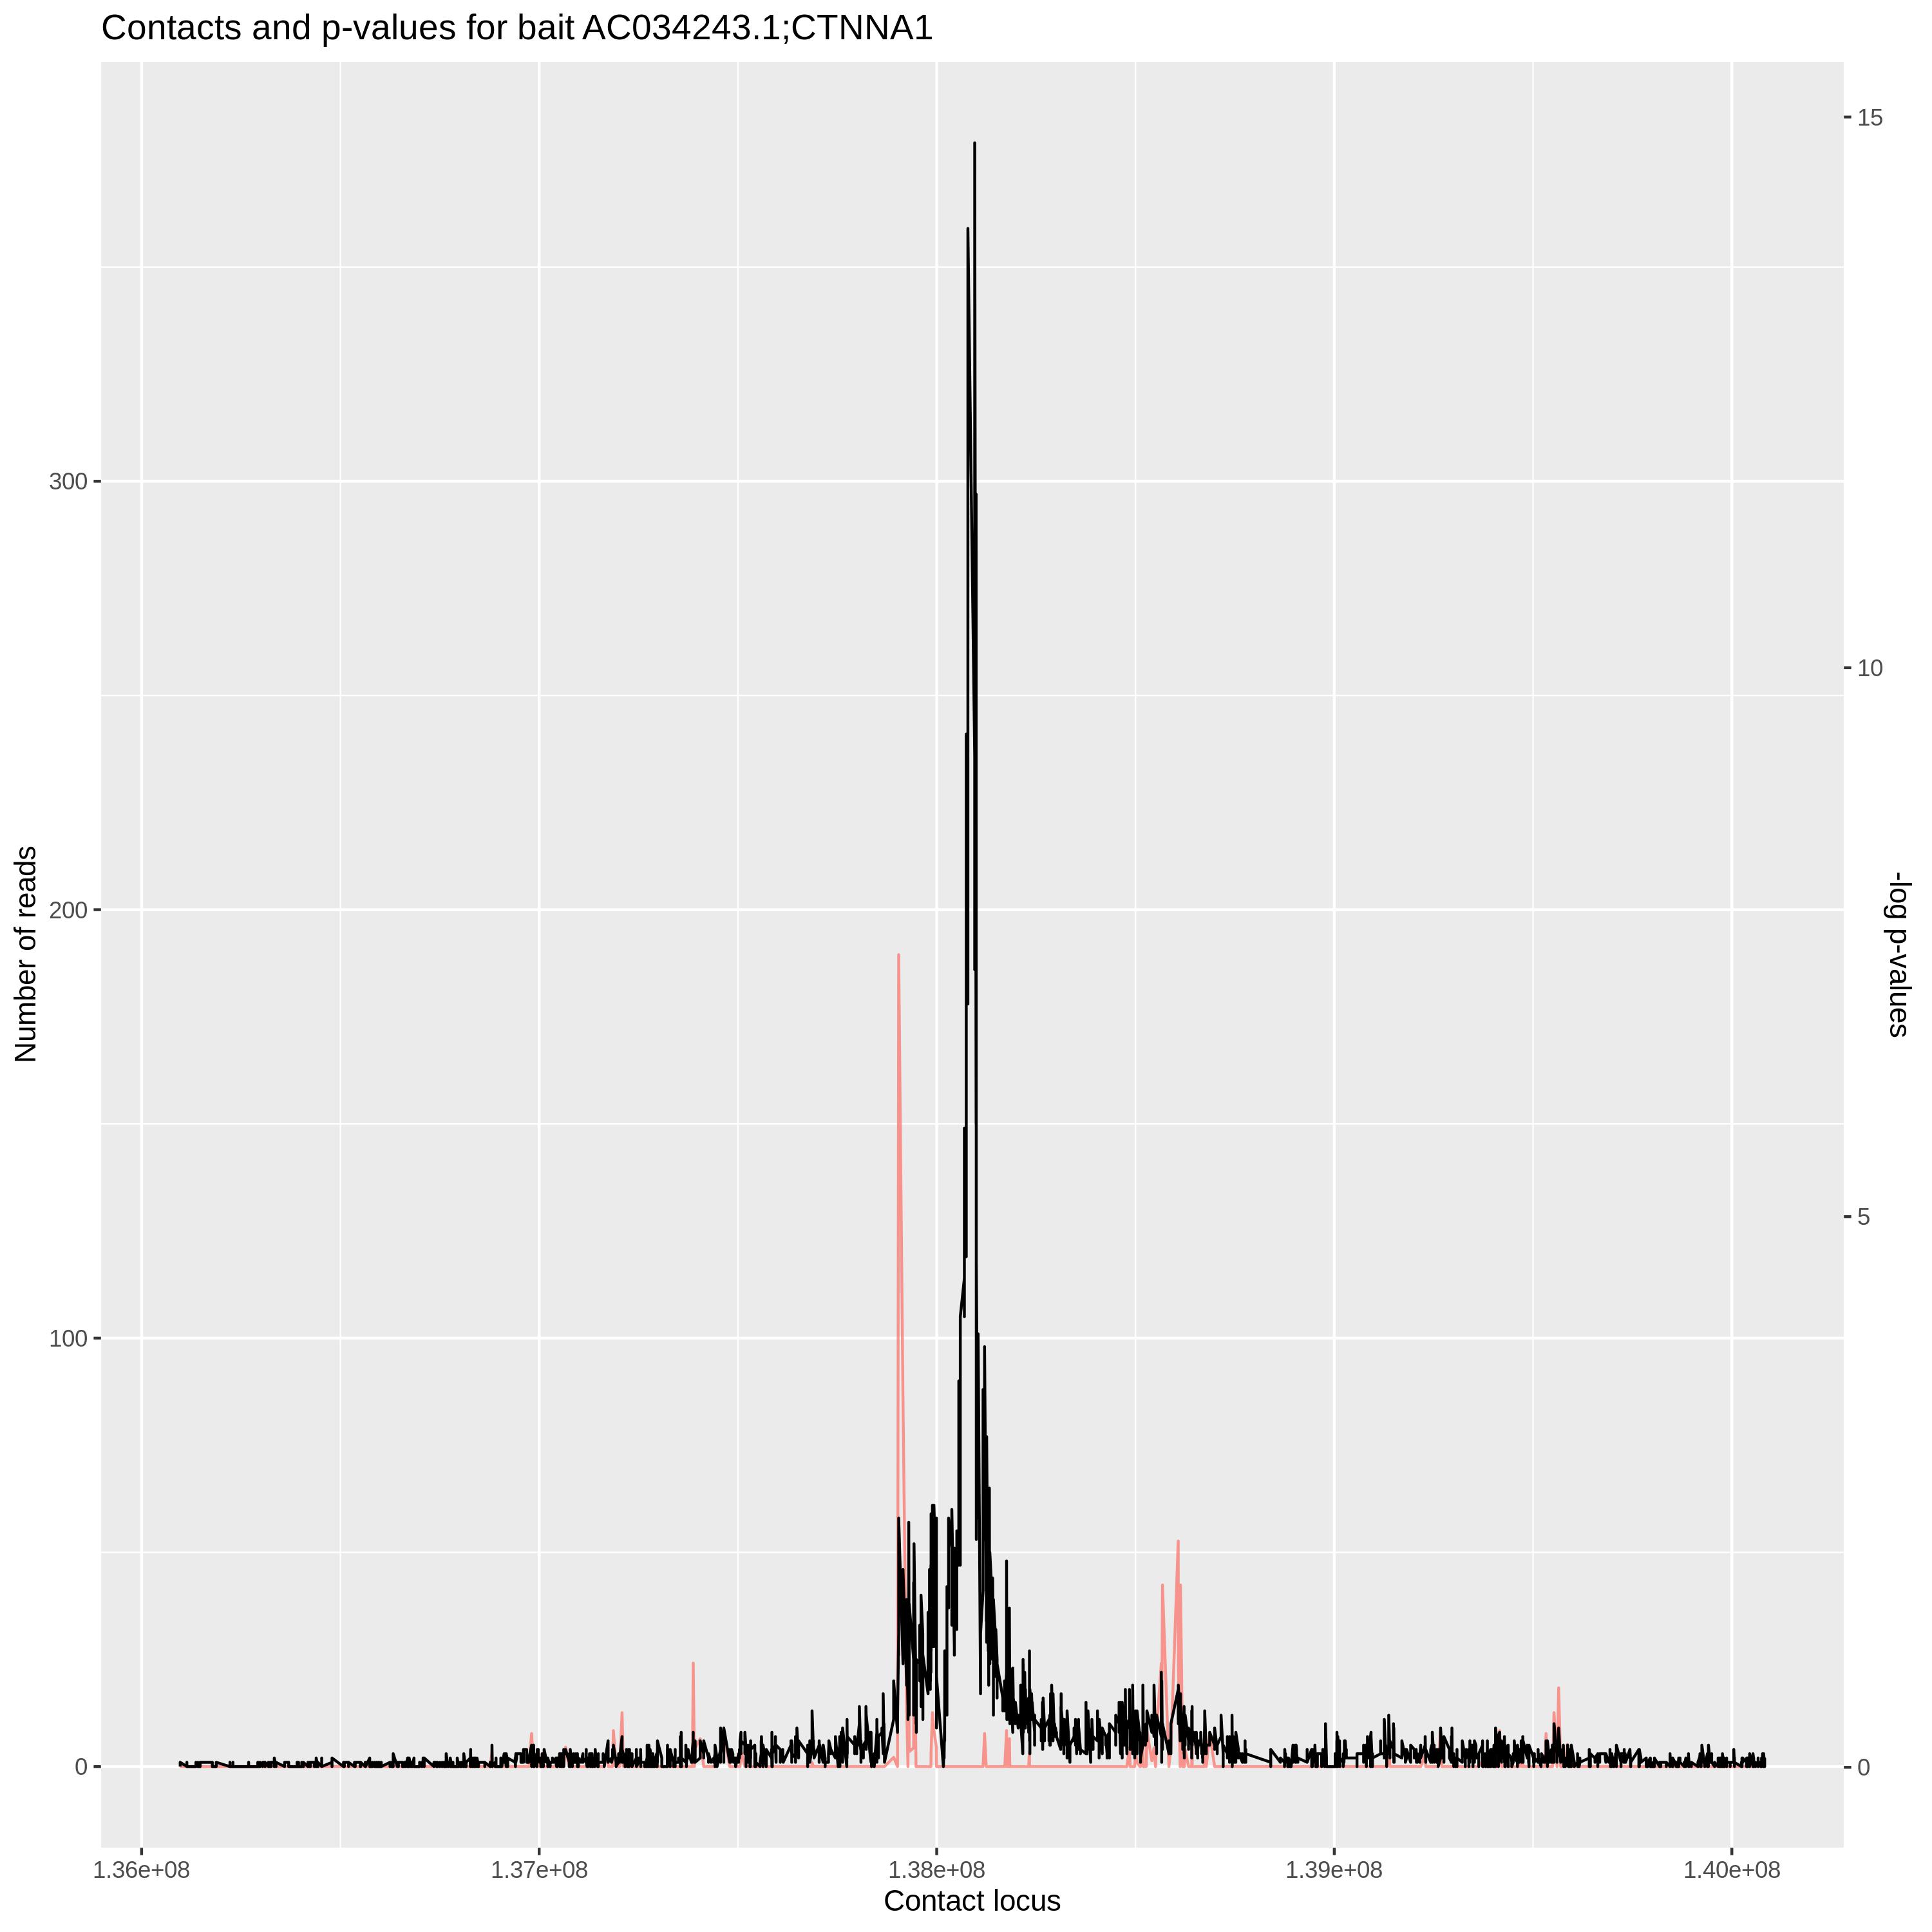 Contacts and p-values for bait AC034243.1;CTNNA1
Number of reads
300
200
100
0
15
10
5
0
-log p-values
1.36e+08
1.37e+08
1.38e+08
1.39e+08
1.40e+08
Contact locus